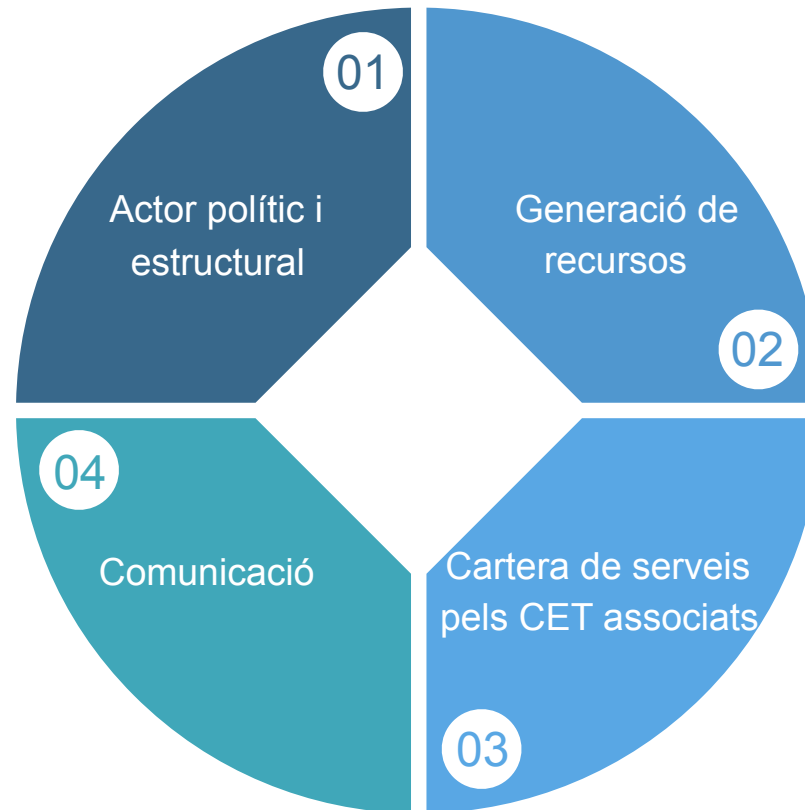 01
Actor polític i
estructural
Generació de
recursos
02
Cartera de serveis
pels CET associats
03
04
Comunicació